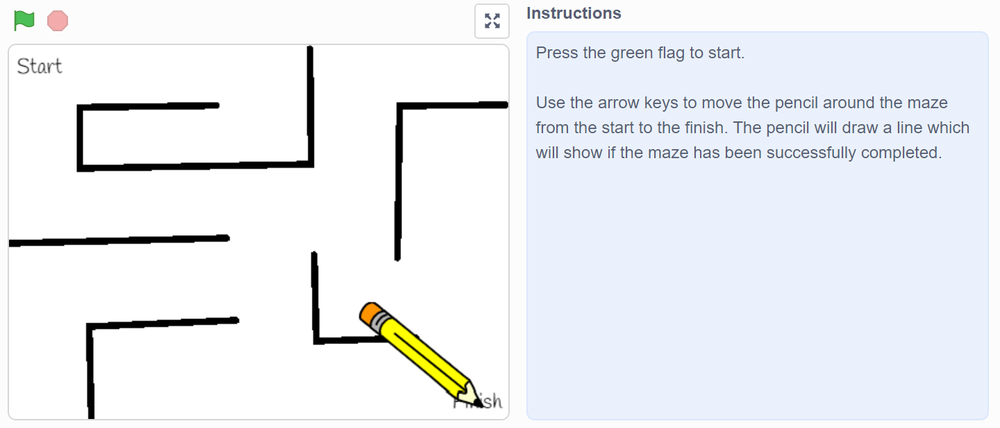 Instructions
Start
Press the green flag to start.
Use the arrow keys to move the pencil around the maze
from the start to the finish. The pencil will draw a line which
will show if the maze has been successfully completed.
Finish